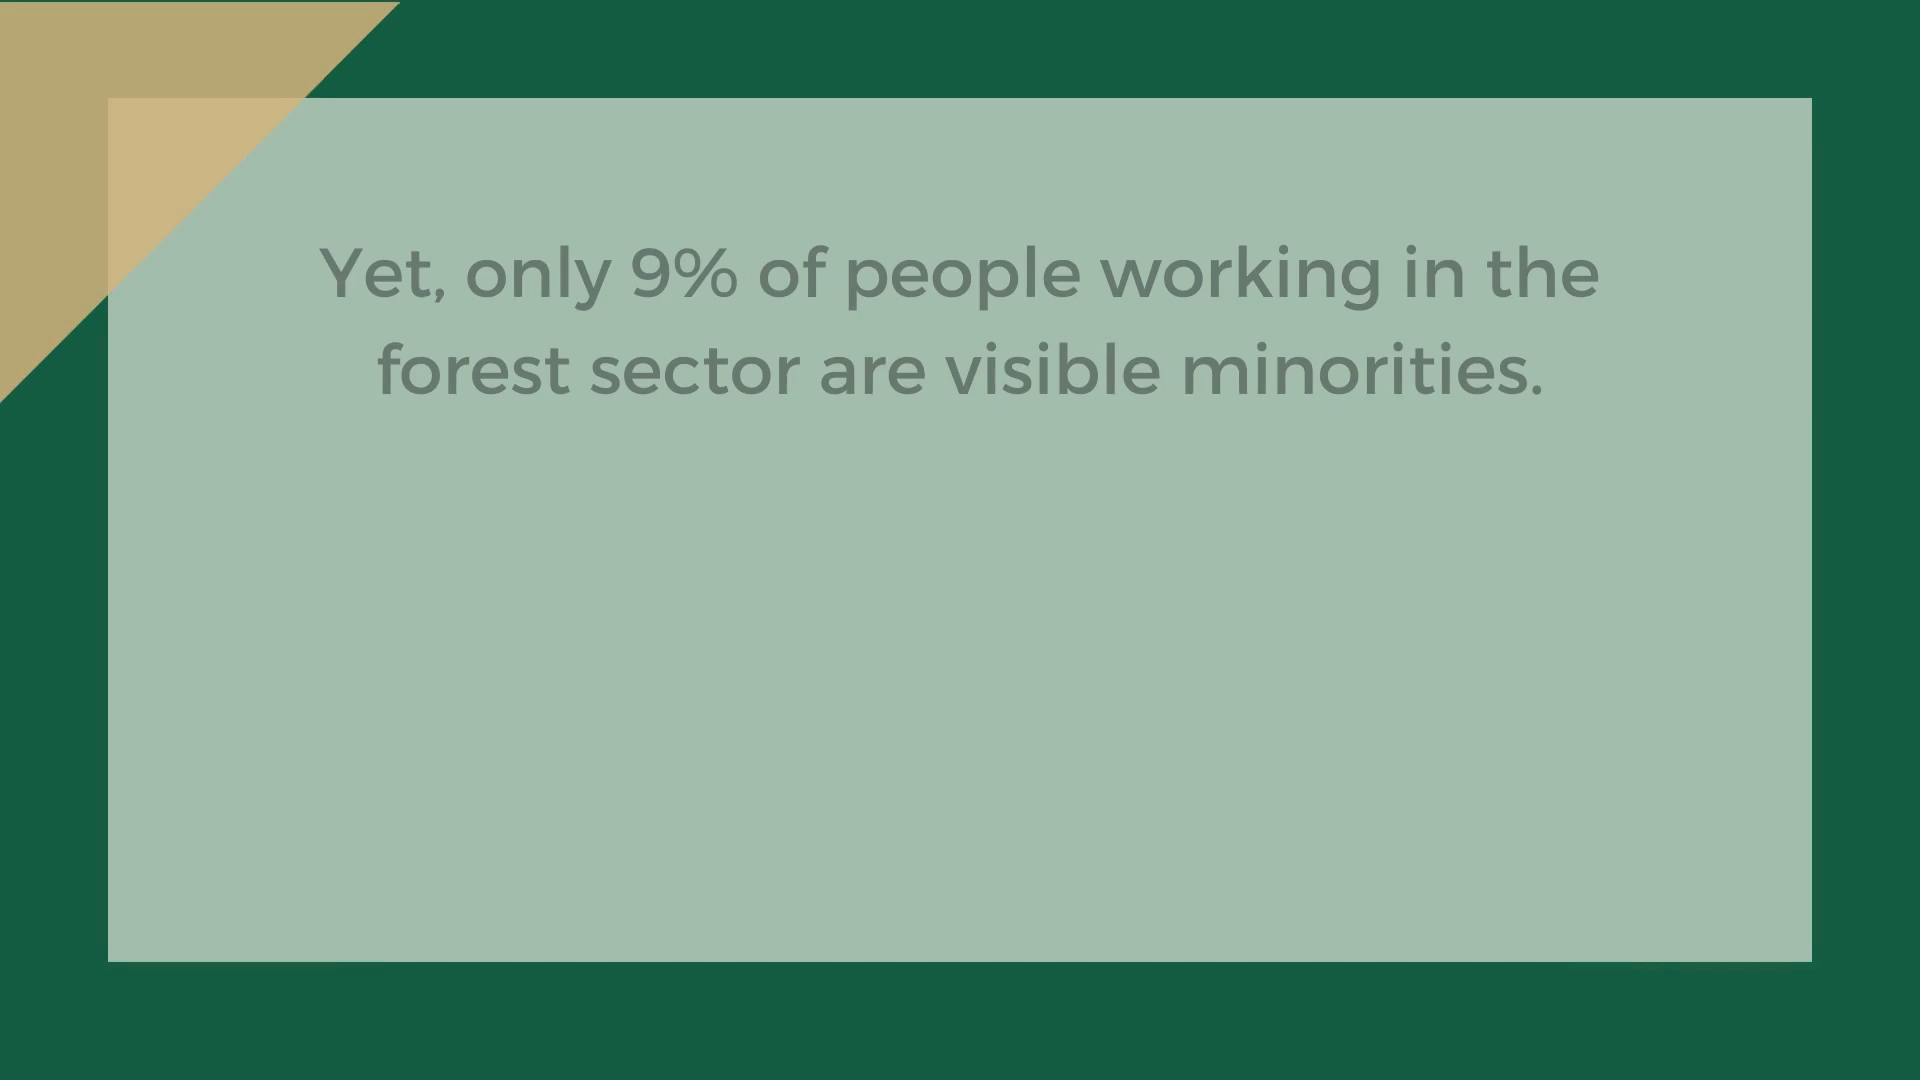 Yet, only 9% of people working in the
forest sector are visible minorities.